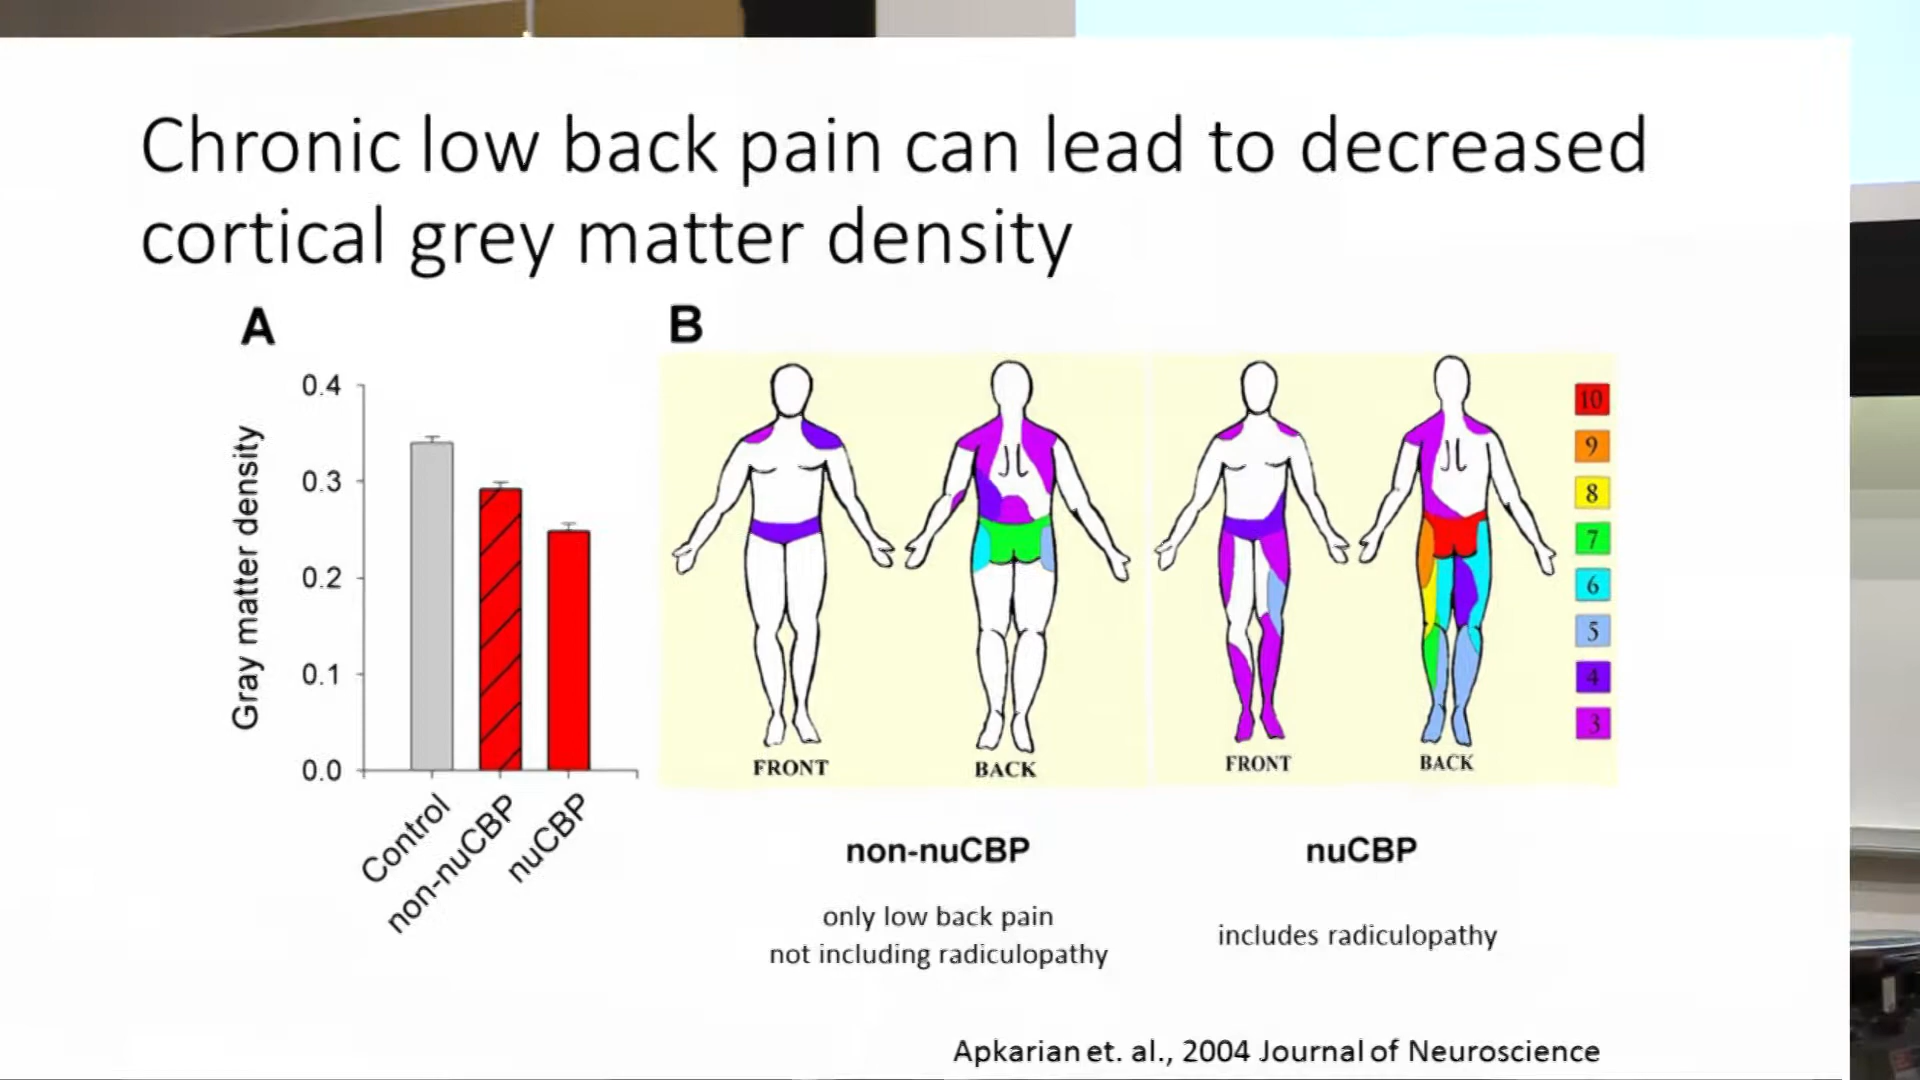 Chronic low back pain can lead to decreased
cortical grey matter density
A
Gray matter density
0.4
0.3
0.2
0.1
0.0
Control
non-nuCBP
nuCBP
B
FRONT
BACK
FRONT
BACK
10
9
8
7
6
5
4
3
non-nuCBP
only low back pain
not including radiculopathy
nuCBP
includes radiculopathy
Apkarian et. al., 2004 Journal of Neuroscience